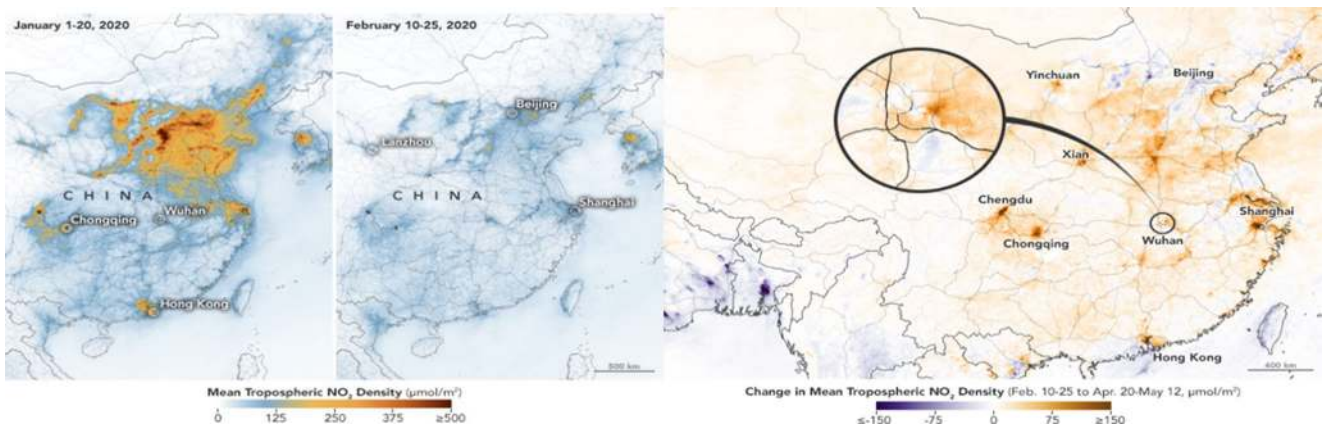 January 1-20, 2020
February 10-25, 2020
Beijing
Lanzhou
CHINA
Wuhan
Chongqing
Hong Kong
CHINA
Shanghai
500 km
Mean Tropospheric NO₂ Density (μmol/m²)
0 125 250 375 ≥500
Yinchuan
Beijing
Xian
Chengdu
Chongqing
Wuhan
Shanghai
Hong Kong
400 km
Change in Mean Tropospheric NO₂ Density (Feb. 10-25 to Apr. 20-May 12, μmol/m²)
≤-150 -75 0 75 ≥150